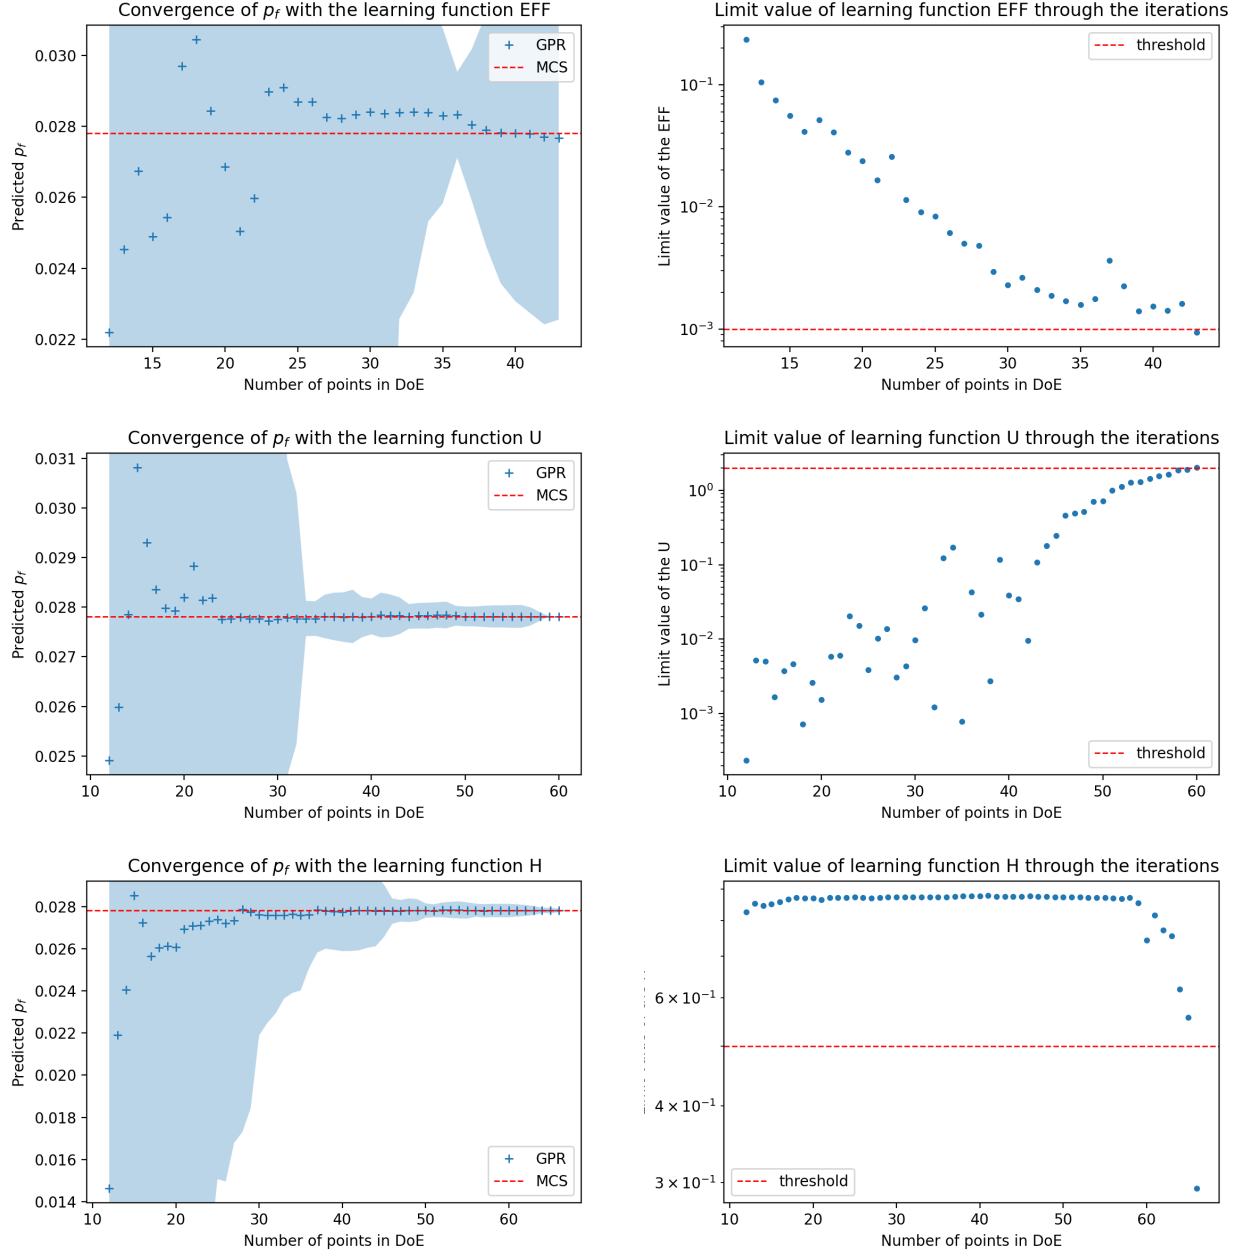 Convergence of p_f with the learning function EFF
Limit value of learning function EFF through the iterations
GPR
MCS
threshold
0.030
0.028
0.026
0.024
0.022
Predicted p_f
15 20 25 30 35 40
Number of points in DoE
10⁻¹
10⁻²
10⁻³
Limit value of the EFF
15 20 25 30 35 40
Number of points in DoE
Convergence of p_f with the learning function U
Limit value of learning function U through the iterations
GPR
MCS
0.031
0.030
0.029
0.028
0.027
0.026
0.025
Predicted p_f
10 20 30 40 50 60
Number of points in DoE
10⁰
10⁻¹
10⁻²
10⁻³
Limit value of the U
threshold
10 20 30 40 50 60
Number of points in DoE
Convergence of p_f with the learning function H
Limit value of learning function H through the iterations
0.028
0.026
0.024
0.022
0.020
0.018
0.016
0.014
Predicted p_f
GPR
MCS
10 20 30 40 50 60
Number of points in DoE
6 × 10⁻¹
4 × 10⁻¹
3 × 10⁻¹
threshold
10 20 30 40 50 60
Number of points in DoE